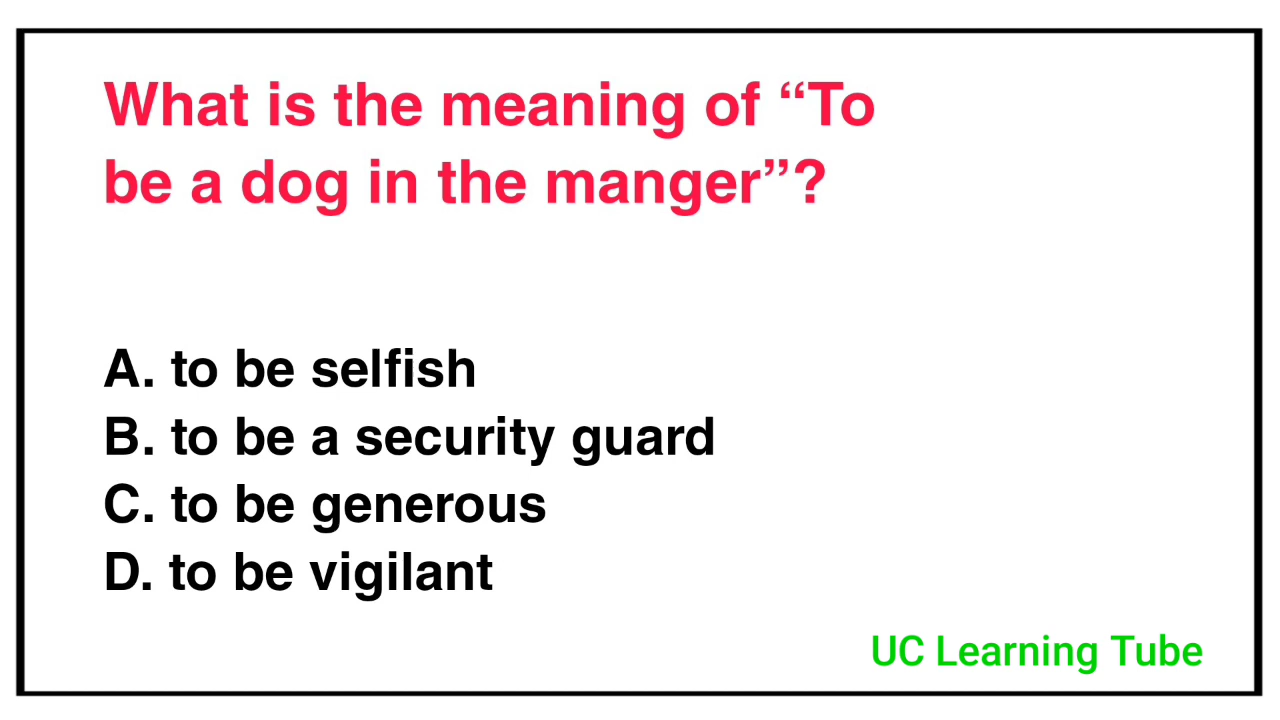 What is the meaning of “To
be a dog in the manger”?
A. to be selfish
B. to be a security guard
C. to be generous
D. to be vigilant
UC Learning Tube